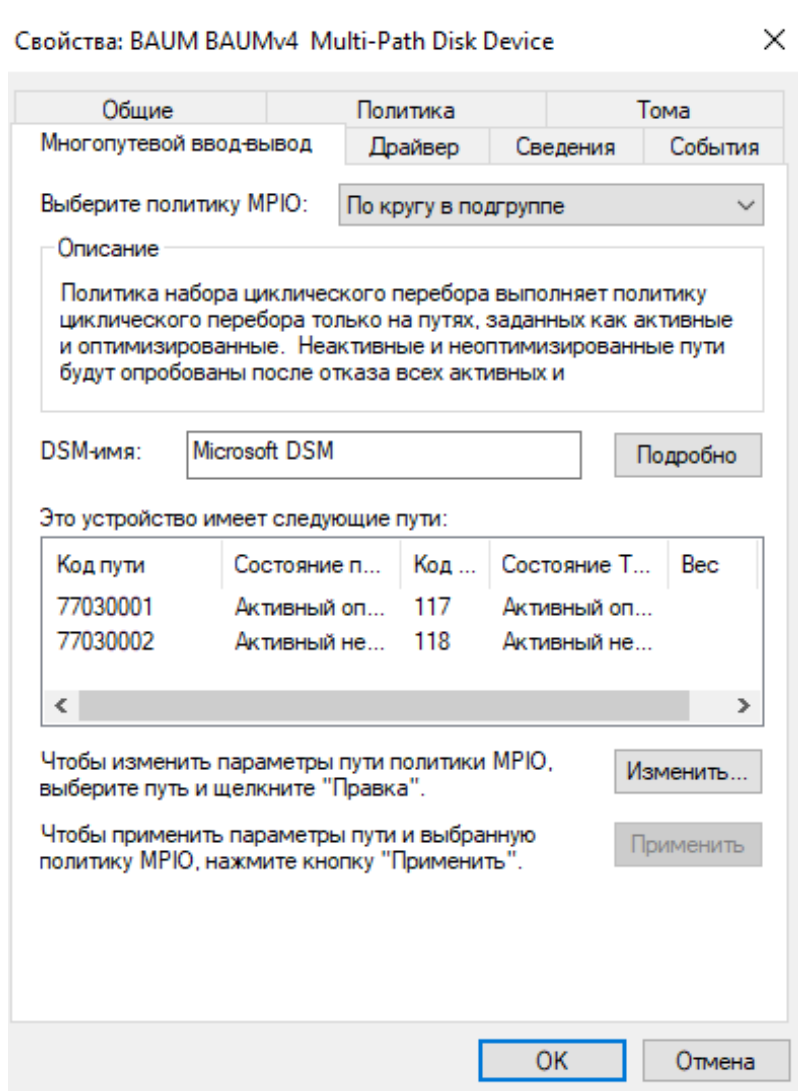 Свойства: BAUM BAUMv4 Multi-Path Disk Device
Общие Политика Тома
Многопутевой ввод-вывод Драйвер Сведения События
Выберите политику MPIO: По кругу в подгруппе
Описание
Политика набора циклического перебора выполняет политику
циклического перебора только на путях, заданных как активные
и оптимизированные. Неактивные и неоптимизированные пути
будут опробованы после отказа всех активных и
DSM-имя: Microsoft DSM Подробно
Это устройство имеет следующие пути:
Код пути Состояние п... Код ... Состояние Т... Вес
77030001 Активный оп... 117 Активный оп...
77030002 Активный не... 118 Активный не...
Чтобы изменить параметры пути политики MPIO,
выберите путь и щелкните "Правка".
Изменить...
Чтобы применить параметры пути и выбранную
политику MPIO, нажмите кнопку "Применить".
Применить
OK Отмена